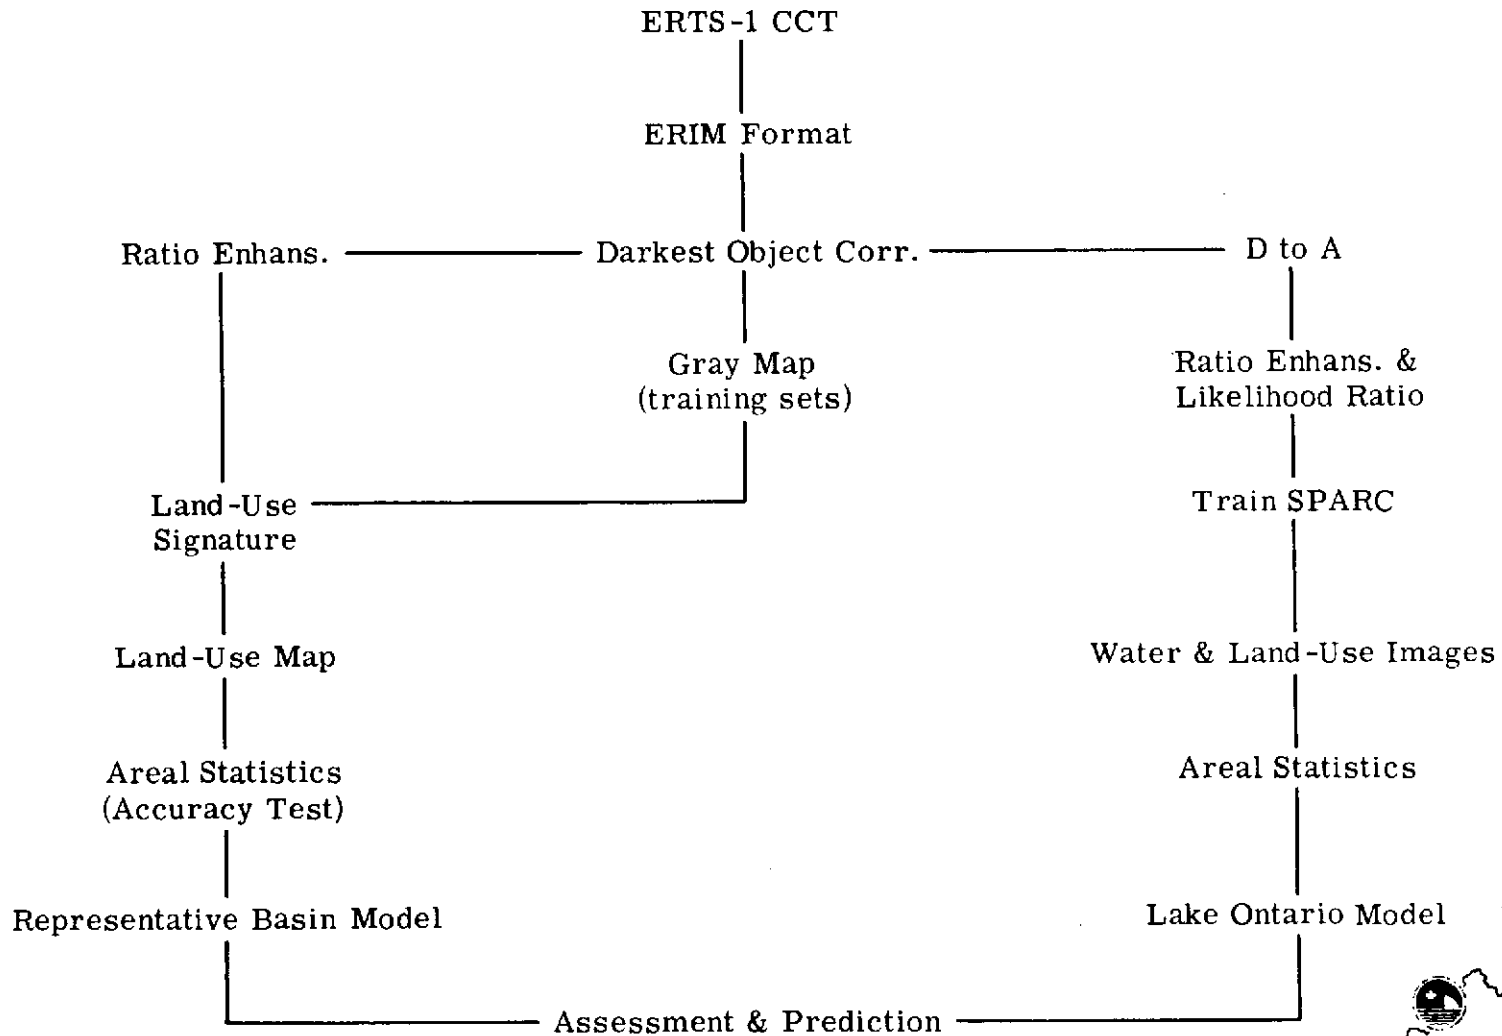 ERTS-1 CCT
ERIM Format
Ratio Enhans.
Darkest Object Corr.
D to A
Gray Map
(training sets)
Ratio Enhans. &
Likelihood Ratio
Land-Use
Signature
Train SPARC
Land-Use Map
Water & Land-Use Images
Areal Statistics
(Accuracy Test)
Areal Statistics
Representative Basin Model
Lake Ontario Model
Assessment & Prediction